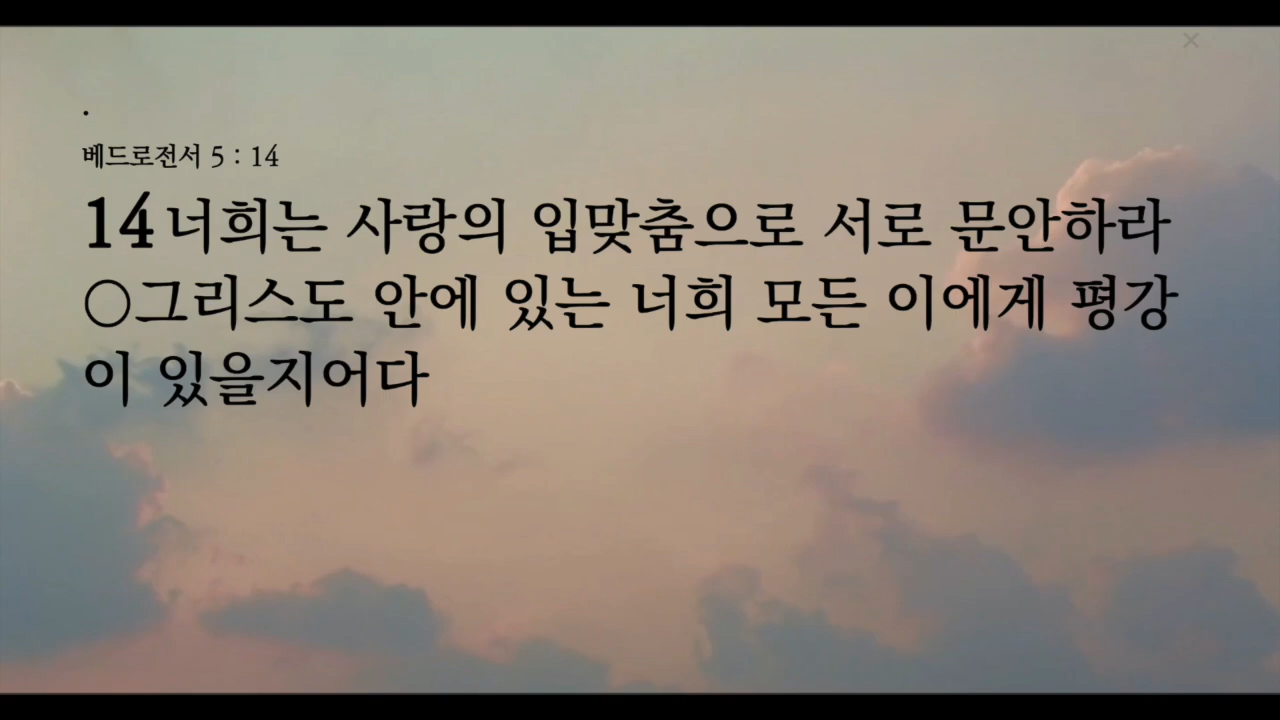 .
베드로전서 5 : 14
14 너희는 사랑의 입맞춤으로 서로 문안하라
○그리스도 안에 있는 너희 모든 이에게 평강
이 있을지어다